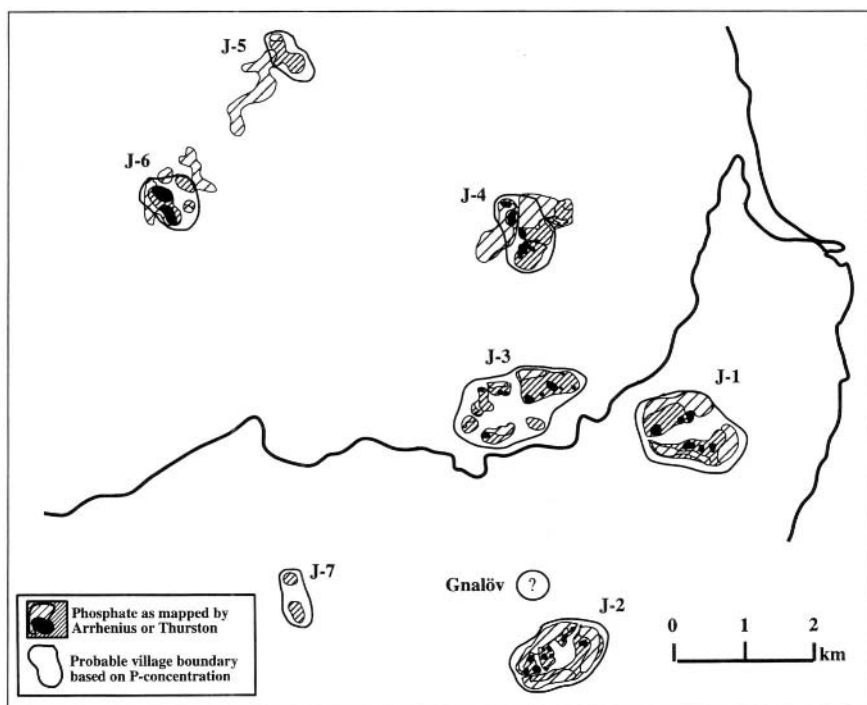 J-5
J-6
J-4
J-3
J-1
J-7
Gnalöv ?
J-2
0 1 2
km
Phosphate as mapped by
Arrhenius or Thurston
Probable village boundary
based on P-concentration